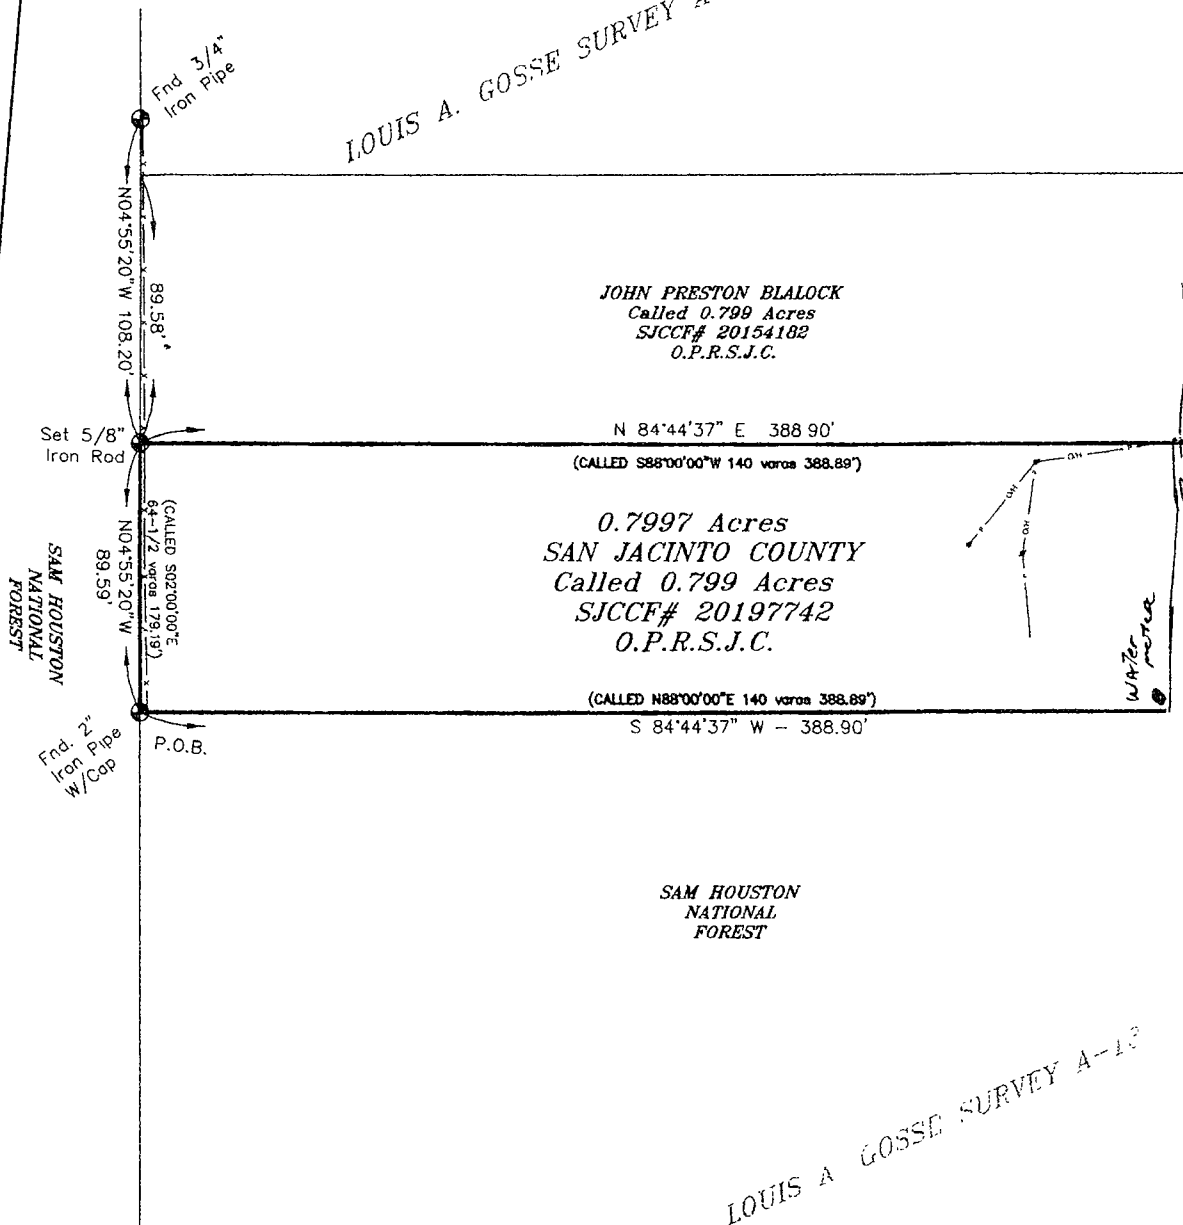 LOUIS A. GOSSE SURVEY A
Fnd 3/4"
Iron Pipe
N04°55'20"W 108.20'
89.58'
JOHN PRESTON BLALOCK
Called 0.799 Acres
SJCCF# 20154182
O.P.R.S.J.C.
Set 5/8"
Iron Rod
N 84°44'37" E 388 90'
(CALLED S88°00'00"W 140 varas 388.89')
OH
OH
OH
(CALLED S02°00'00"E
64-1/2 varas 179.19')
N04°55'20"W
89.59'
SAM HOUSTON
NATIONAL
FOREST
0.7997 Acres
SAN JACINTO COUNTY
Called 0.799 Acres
SJCCF# 20197742
O.P.R.S.J.C.
Water
meter
(CALLED N88°00'00"E 140 varas 388.89')
S 84°44'37" W - 388.90'
Fnd. 2"
Iron Pipe
W/Cap
P.O.B.
SAM HOUSTON
NATIONAL
FOREST
LOUIS A GOSSE SURVEY